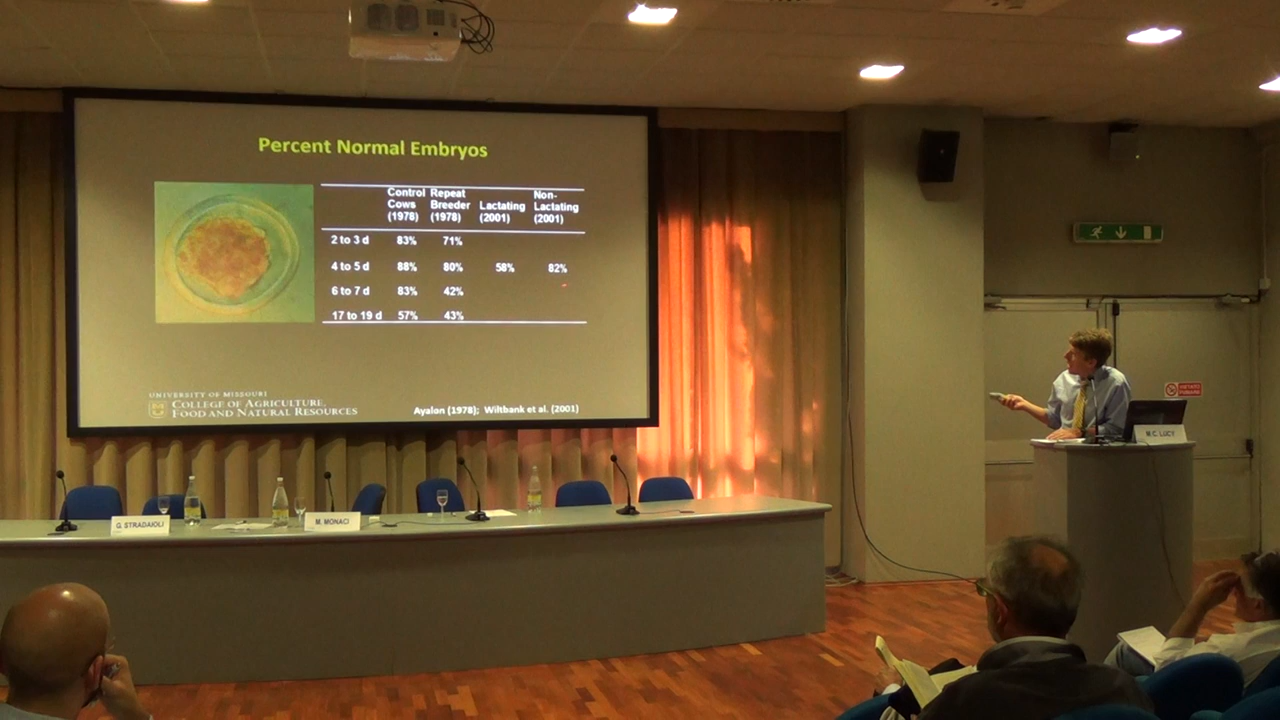 Percent Normal Embryos
Control Cows (1978) Repeat Breeder (1978) Lactating (2001) Non-Lactating (2001)
2 to 3 d 83% 71%
4 to 5 d 88% 80% 58% 82%
6 to 7 d 83% 42%
17 to 19 d 57% 43%
UNIVERSITY OF MISSOURI
COLLEGE OF AGRICULTURE,
FOOD AND NATURAL RESOURCES
Ayalon (1978); Wiltbank et al. (2001)
G. STRADAIOLI
M. MONACI
M.C. LUCY